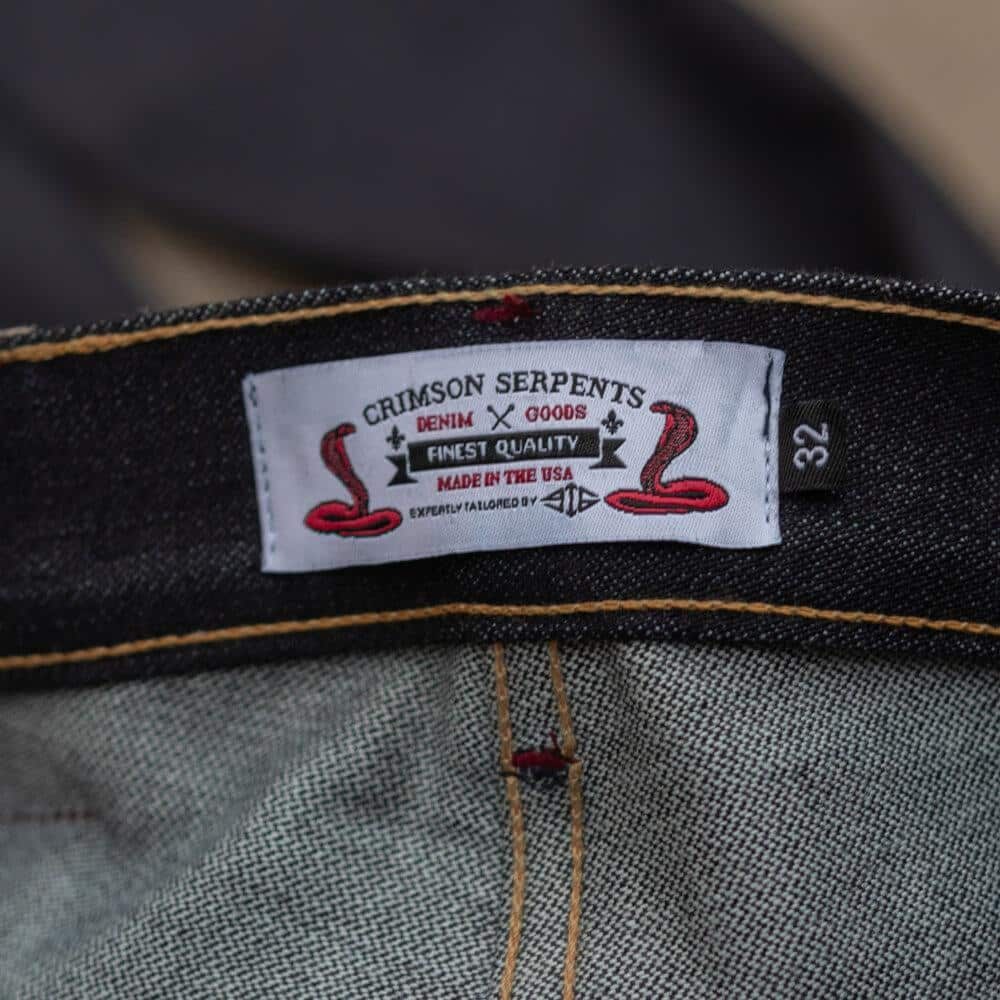 CRIMSON SERPENTS
DENIM GOODS
FINEST QUALITY
MADE IN THE USA
EXPERTLY TAILORED BY
32